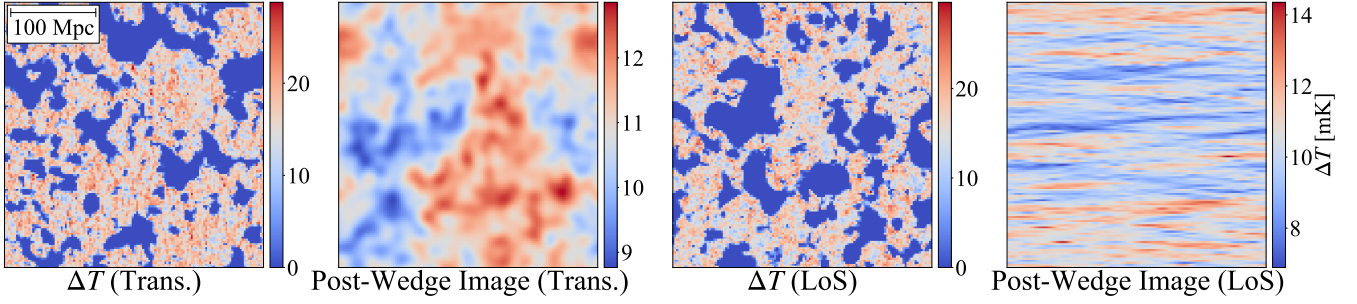 100 Mpc
20
10
0
ΔT (Trans.)
12
11
10
9
Post-Wedge Image (Trans.)
20
10
0
ΔT (LoS)
14
12
10
8
ΔT [mK]
Post-Wedge Image (LoS)